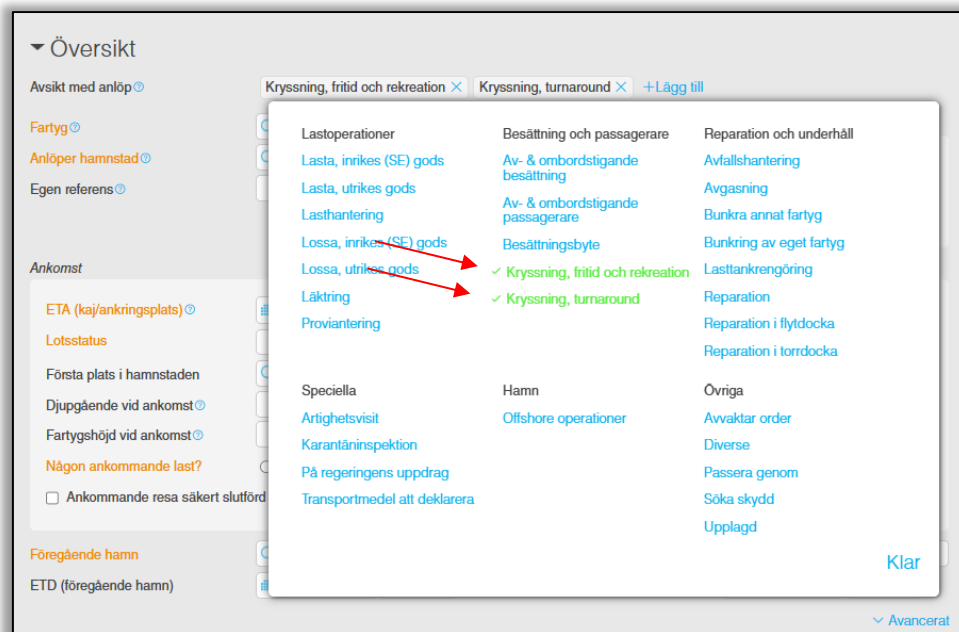 Översikt
Avsikt med anlöp
Kryssning, fritid och rekreation
Kryssning, turnaround
+Lägg till
Fartyg
Anlöper hamnstad
Egen referens
Ankomst
ETA (kaj/ankringsplats)
Lotsstatus
Första plats i hamnstaden
Djupgående vid ankomst
Fartygshöjd vid ankomst
Någon ankommande last?
Ankommande resa säkert slutförd
Föregående hamn
ETD (föregående hamn)
Lastoperationer
Lasta, inrikes (SE) gods
Lasta, utrikes gods
Lasthantering
Lossa, inrikes (SE) gods
Lossa, utrikes gods
Läktring
Proviantering
Besättning och passagerare
Av- & ombordstigande
besättning
Av- & ombordstigande
passagerare
Besättningsbyte
Kryssning, fritid och rekreation
Kryssning, turnaround
Reparation och underhåll
Avfallshantering
Avgasning
Bunkra annat fartyg
Bunkring av eget fartyg
Lasttankrengöring
Reparation
Reparation i flytdocka
Reparation i torrdocka
Speciella
Artighetsvisit
Karantäninspektion
På regeringens uppdrag
Transportmedel att deklarera
Hamn
Offshore operationer
Övriga
Avvaktar order
Diverse
Passera genom
Söka skydd
Upplagd
Klar
Avancerat